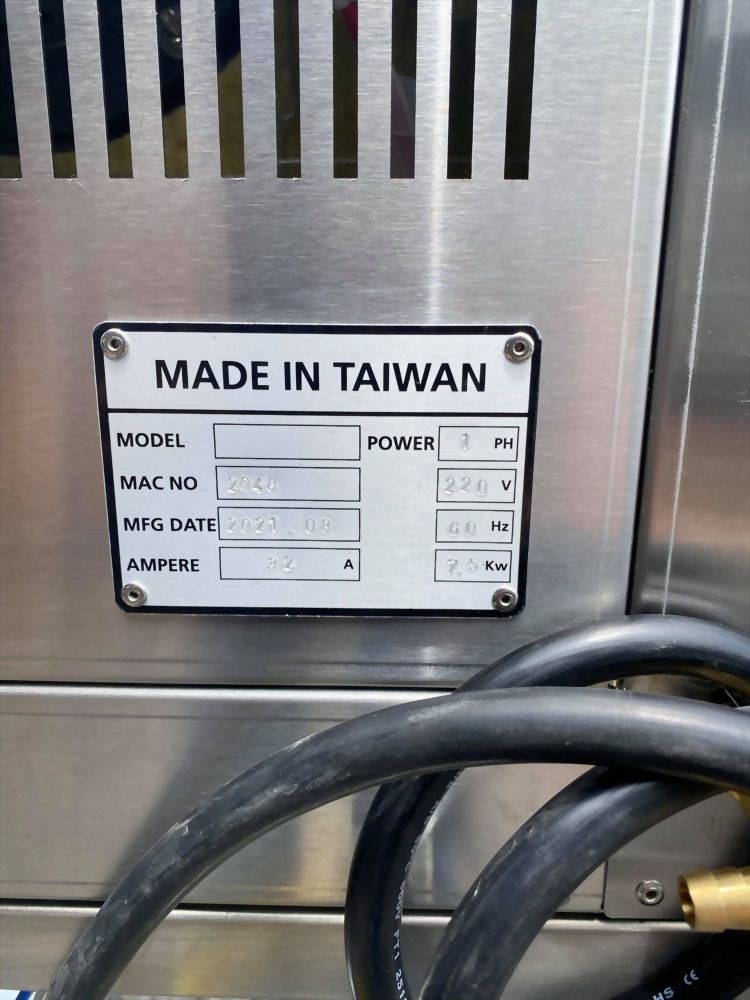 MADE IN TAIWAN
MODEL POWER 1 PH
MAC NO 2048 220 V
MFG DATE 2021.08 60 Hz
AMPERE 32 A 7.5 Kw